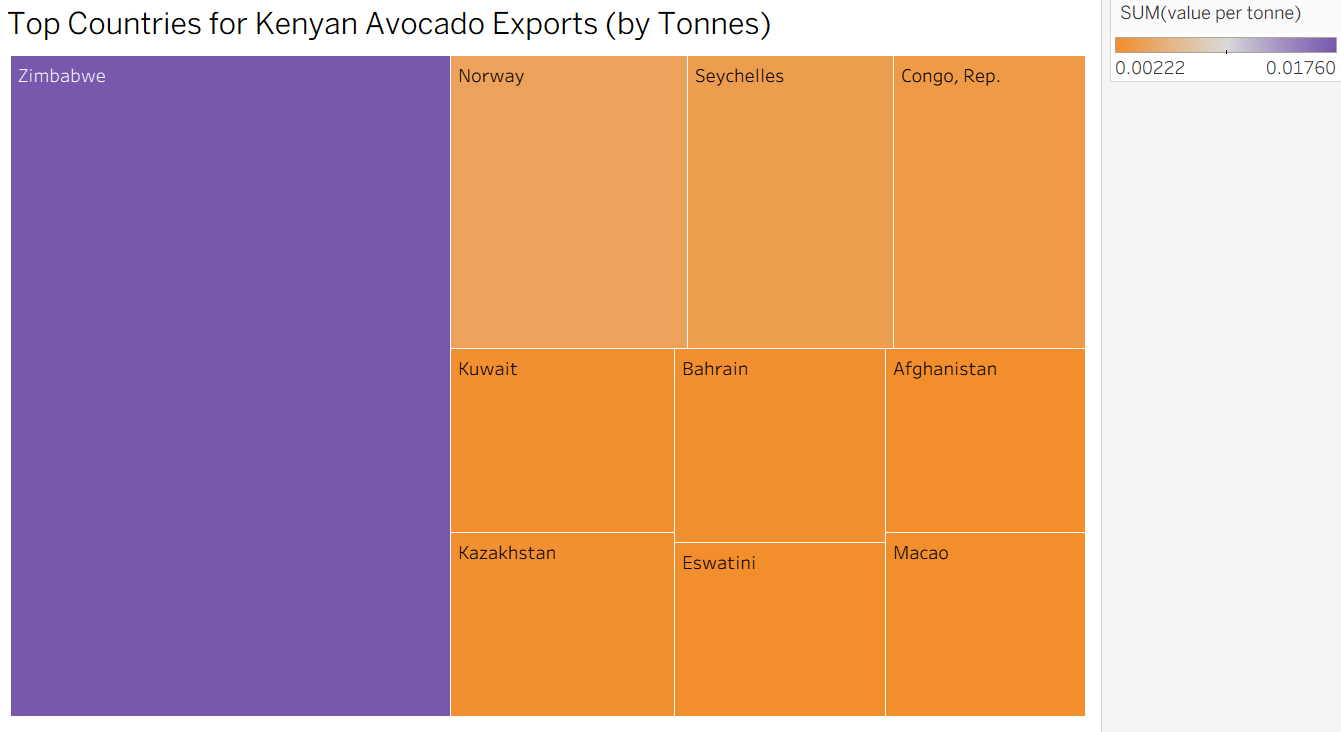 Top Countries for Kenyan Avocado Exports (by Tonnes)
SUM(value per tonne)
0.00222 0.01760
Zimbabwe
Norway
Seychelles
Congo, Rep.
Kuwait
Bahrain
Afghanistan
Kazakhstan
Eswatini
Macao